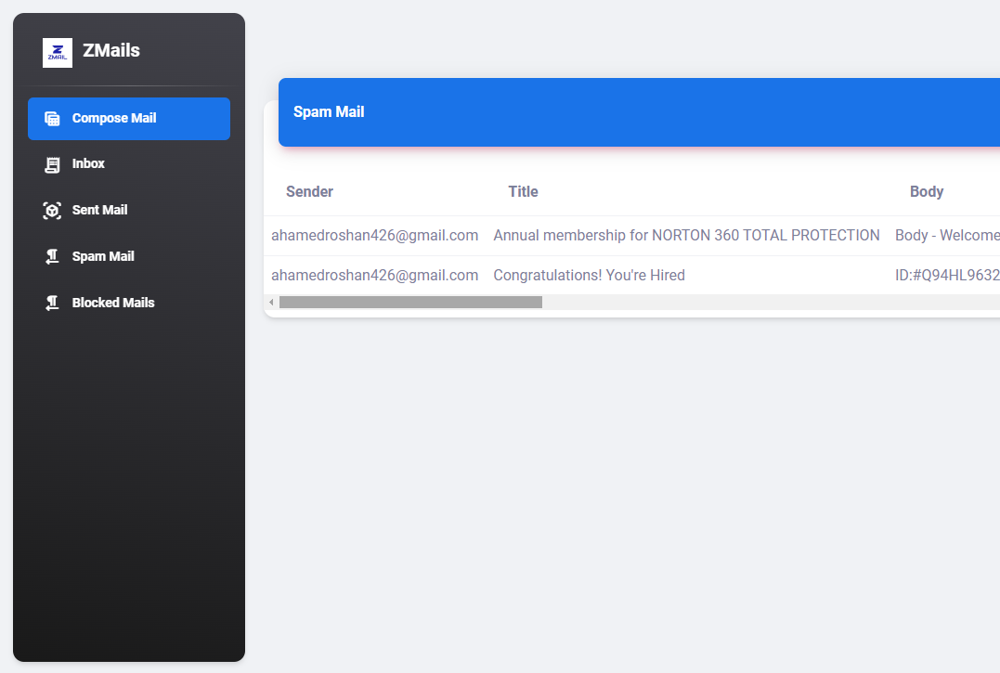 ZMAIL
ZMails
Compose Mail
Inbox
Sent Mail
Spam Mail
Blocked Mails
Spam Mail
Sender Title Body
ahamedroshan426@gmail.com Annual membership for NORTON 360 TOTAL PROTECTION Body - Welcome
ahamedroshan426@gmail.com Congratulations! You're Hired ID:#Q94HL9632